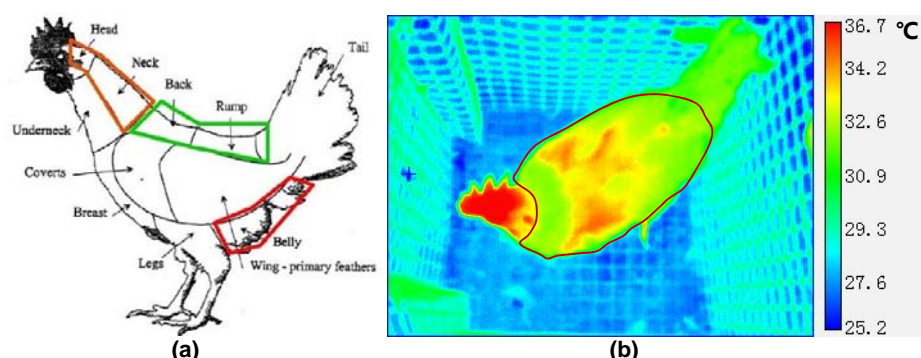 Head
Neck
Tail
Back
Rump
Underneck
Coverts
Breast
Belly
Legs
Wing - primary feathers
(a)
36.7 °C
34.2
32.6
30.9
29.3
27.6
25.2
(b)